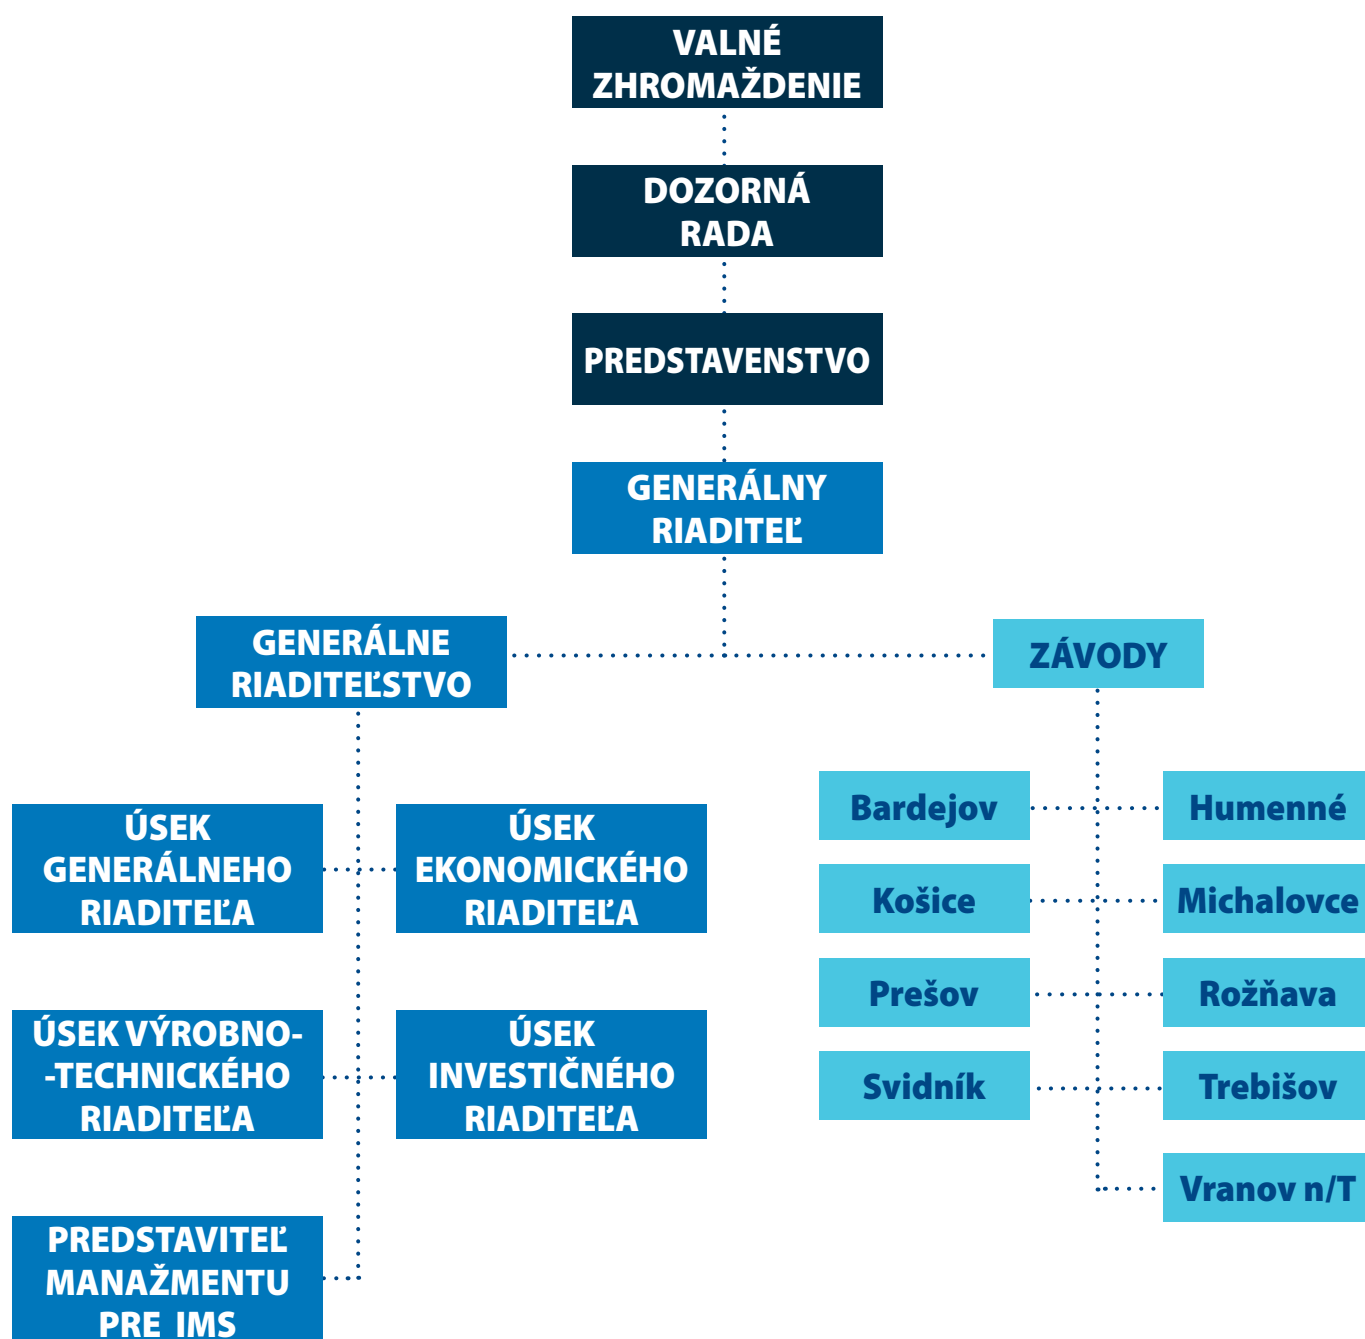 VALNÉ
ZHROMAŽDENIE
DOZORNÁ
RADA
PREDSTAVENSTVO
GENERÁLNY
RIADITEĽ
GENERÁLNE
RIADITEĽSTVO
ZÁVODY
ÚSEK
GENERÁLNEHO
RIADITEĽA
ÚSEK
EKONOMICKÉHO
RIADITEĽA
ÚSEK VÝROBNO-
-TECHNICKÉHO
RIADITEĽA
ÚSEK
INVESTIČNÉHO
RIADITEĽA
PREDSTAVITEĽ
MANAŽMENTU
PRE IMS
Bardejov
Humenné
Košice
Michalovce
Prešov
Rožňava
Svidník
Trebišov
Vranov n/T